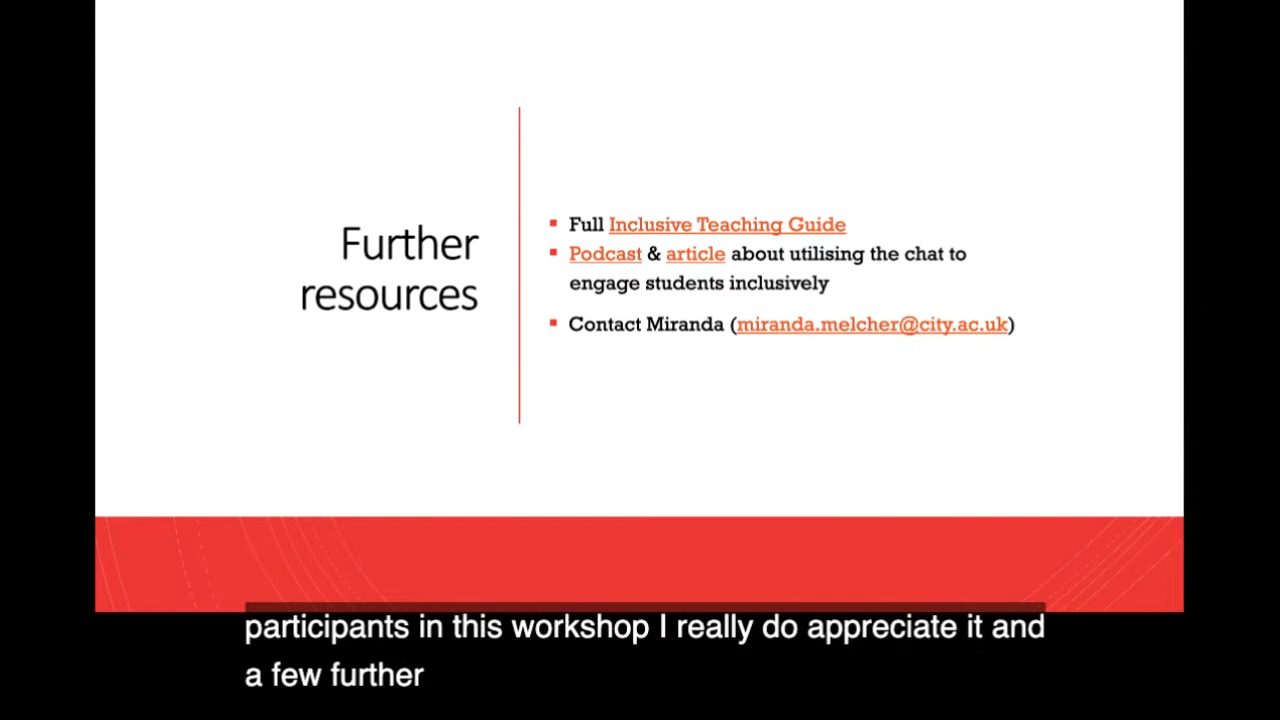 Further
resources
Full Inclusive Teaching Guide
Podcast & article about utilising the chat to
engage students inclusively
Contact Miranda (miranda.melcher@city.ac.uk)
participants in this workshop I really do appreciate it and
a few further